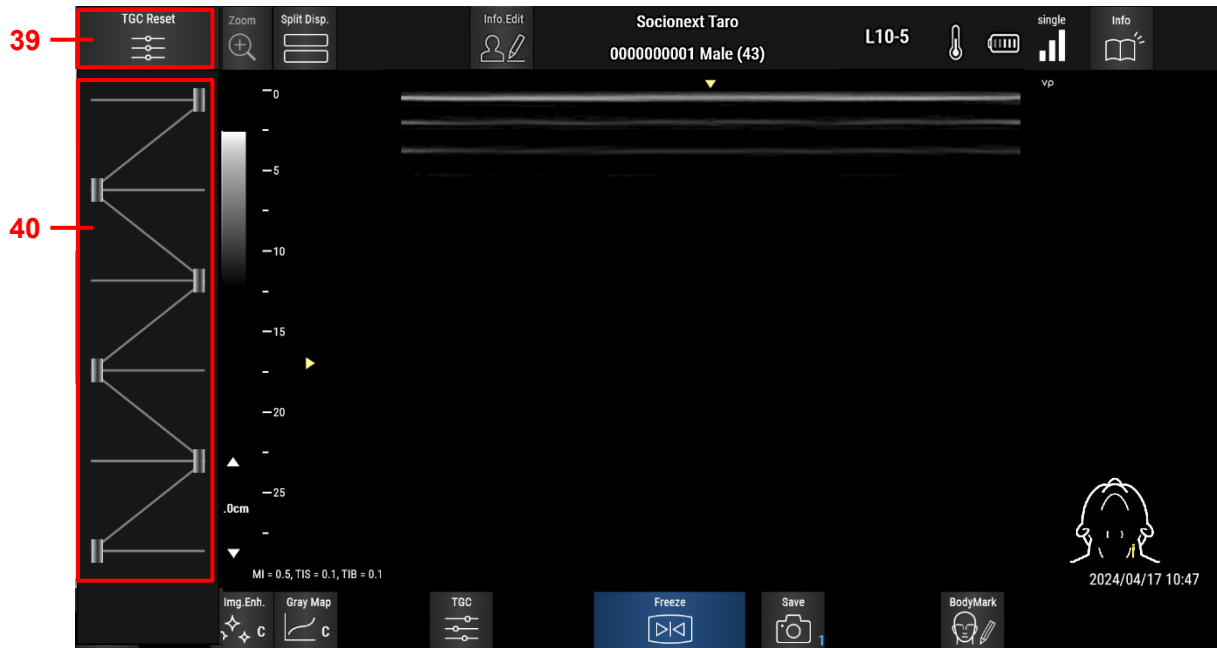 39
TGC Reset
Zoom
Split Disp.
Info.Edit
Socionext Taro
0000000001 Male (43)
L10-5
single
Info
vp
40
0
5
10
15
20
25
.0cm
MI = 0.5, TIS = 0.1, TIB = 0.1
2024/04/17 10:47
Img.Enh.
C
Gray Map
C
TGC
Freeze
Save
1
BodyMark